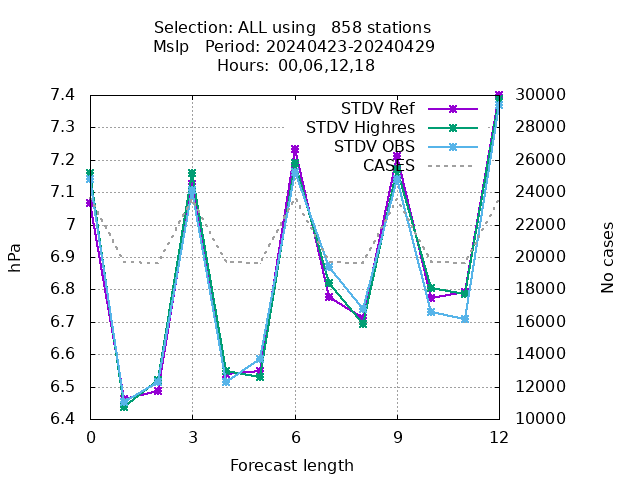 Selection: ALL using   858 stations
Mslp   Period: 20240423-20240429
Hours:  00,06,12,18
7.4
7.3
7.2
7.1
7
6.9
6.8
6.7
6.6
6.5
6.4
hPa
STDV Ref
STDV Highres
STDV OBS
CASES
30000
28000
26000
24000
22000
20000
18000
16000
14000
12000
10000
No cases
0 3 6 9 12
Forecast length